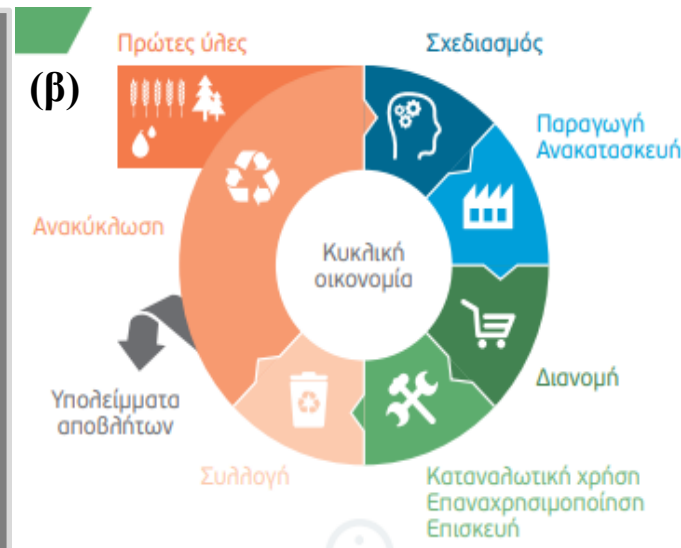 (β)
Πρώτες ύλες
Σχεδιασμός
Παραγωγή
Ανακατασκευή
Ανακύκλωση
Κυκλική
οικονομία
Διανομή
Υπολείμματα
αποβλήτων
Συλλογή
Καταναλωτική χρήση
Επαναχρησιμοποίηση
Επισκευή